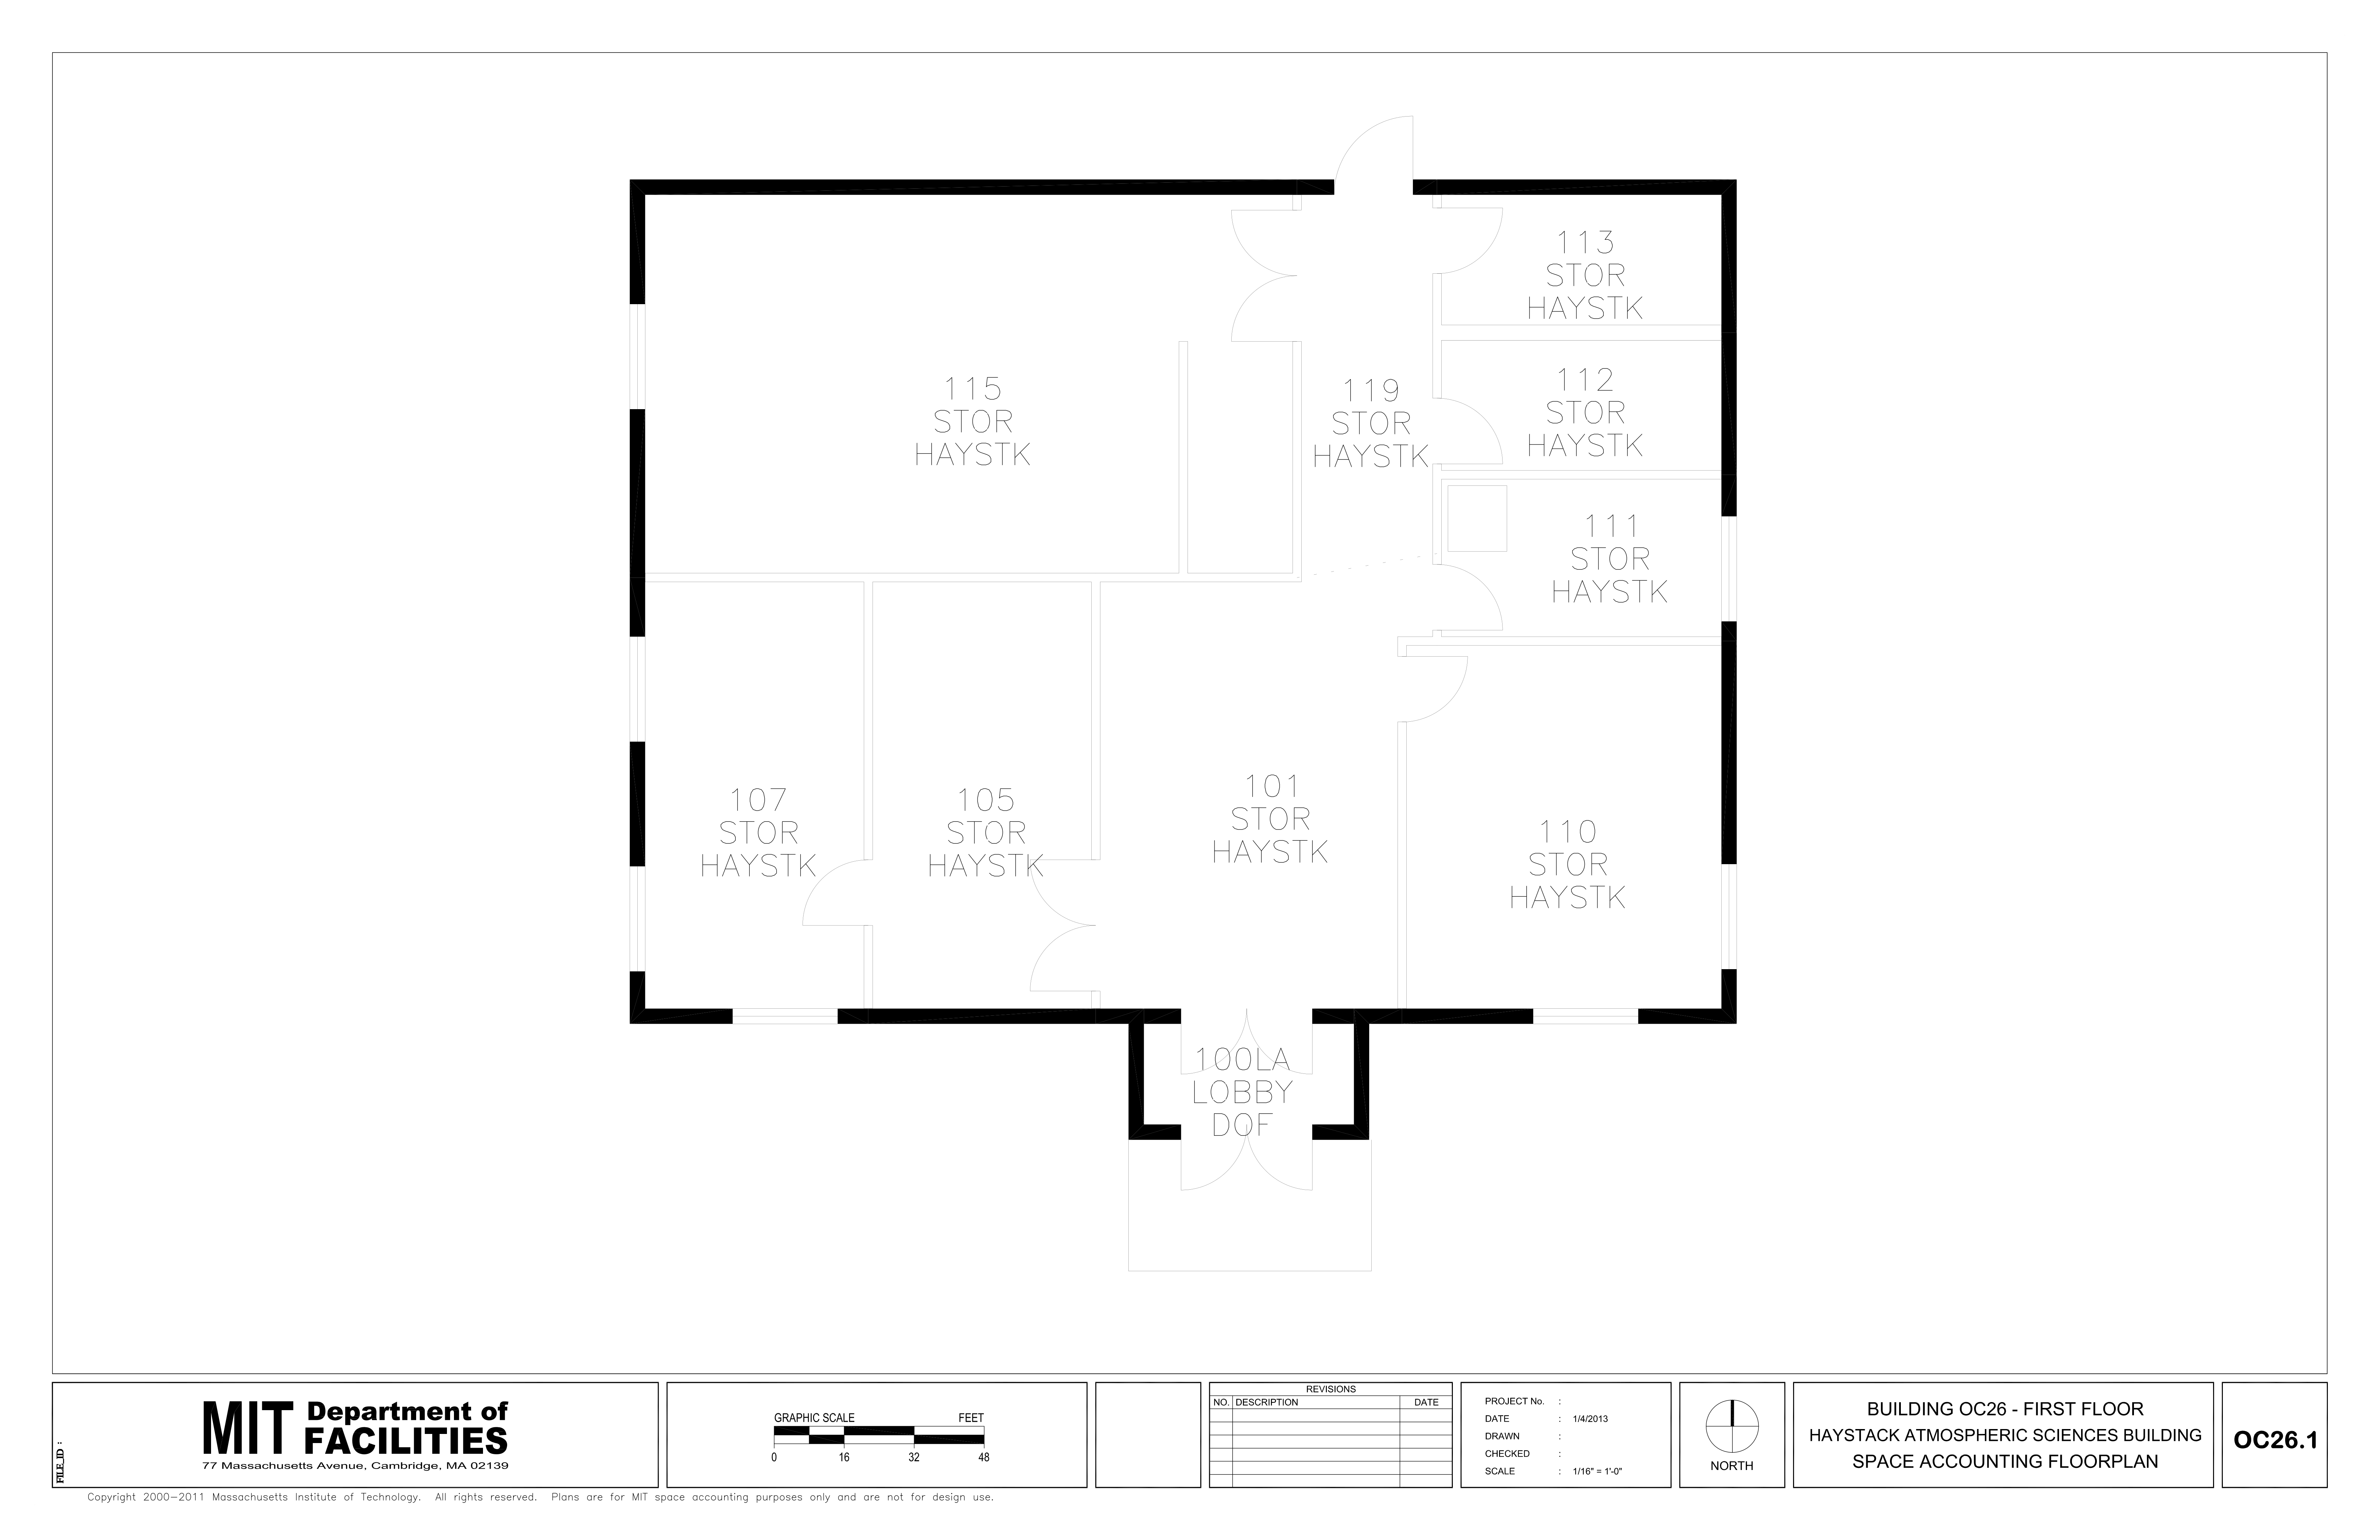 113
STOR
HAYSTK
115
STOR
HAYSTK
119
STOR
HAYSTK
112
STOR
HAYSTK
111
STOR
HAYSTK
107
STOR
HAYSTK
105
STOR
HAYSTK
101
STOR
HAYSTK
110
STOR
HAYSTK
100LA
LOBBY
DOF
FILE_ID :
MIT Department of
FACILITIES
77 Massachusetts Avenue, Cambridge, MA 02139
GRAPHIC SCALE FEET
0 16 32 48
REVISIONS
NO. DESCRIPTION DATE
PROJECT No. :
DATE : 1/4/2013
DRAWN :
CHECKED :
SCALE : 1/16" = 1'-0"
NORTH
BUILDING OC26 - FIRST FLOOR
HAYSTACK ATMOSPHERIC SCIENCES BUILDING
SPACE ACCOUNTING FLOORPLAN
OC26.1
Copyright 2000-2011 Massachusetts Institute of Technology. All rights reserved. Plans are for MIT space accounting purposes only and are not for design use.